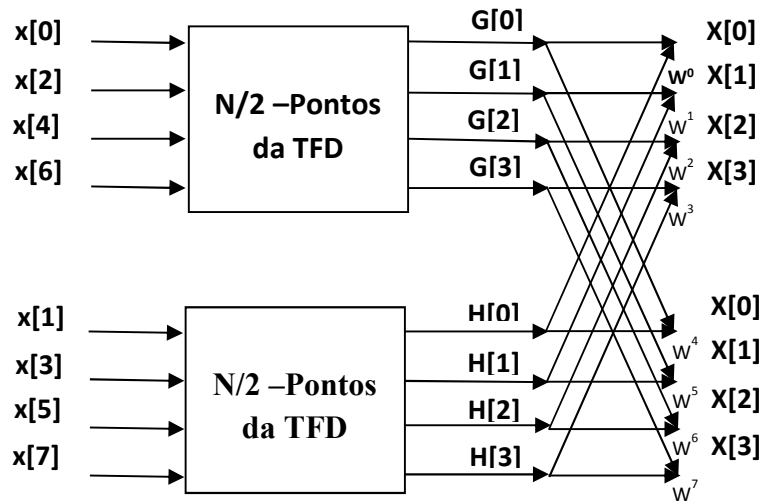 x[0]
x[2]
x[4]
x[6]
N/2 –Pontos
da TFD
G[0]
G[1]
G[2]
G[3]
X[0]
W⁰ X[1]
W¹ X[2]
W² X[3]
W³
x[1]
x[3]
x[5]
x[7]
N/2 –Pontos
da TFD
H[0]
H[1]
H[2]
H[3]
X[0]
W⁴ X[1]
W⁵ X[2]
W⁶ X[3]
W⁷